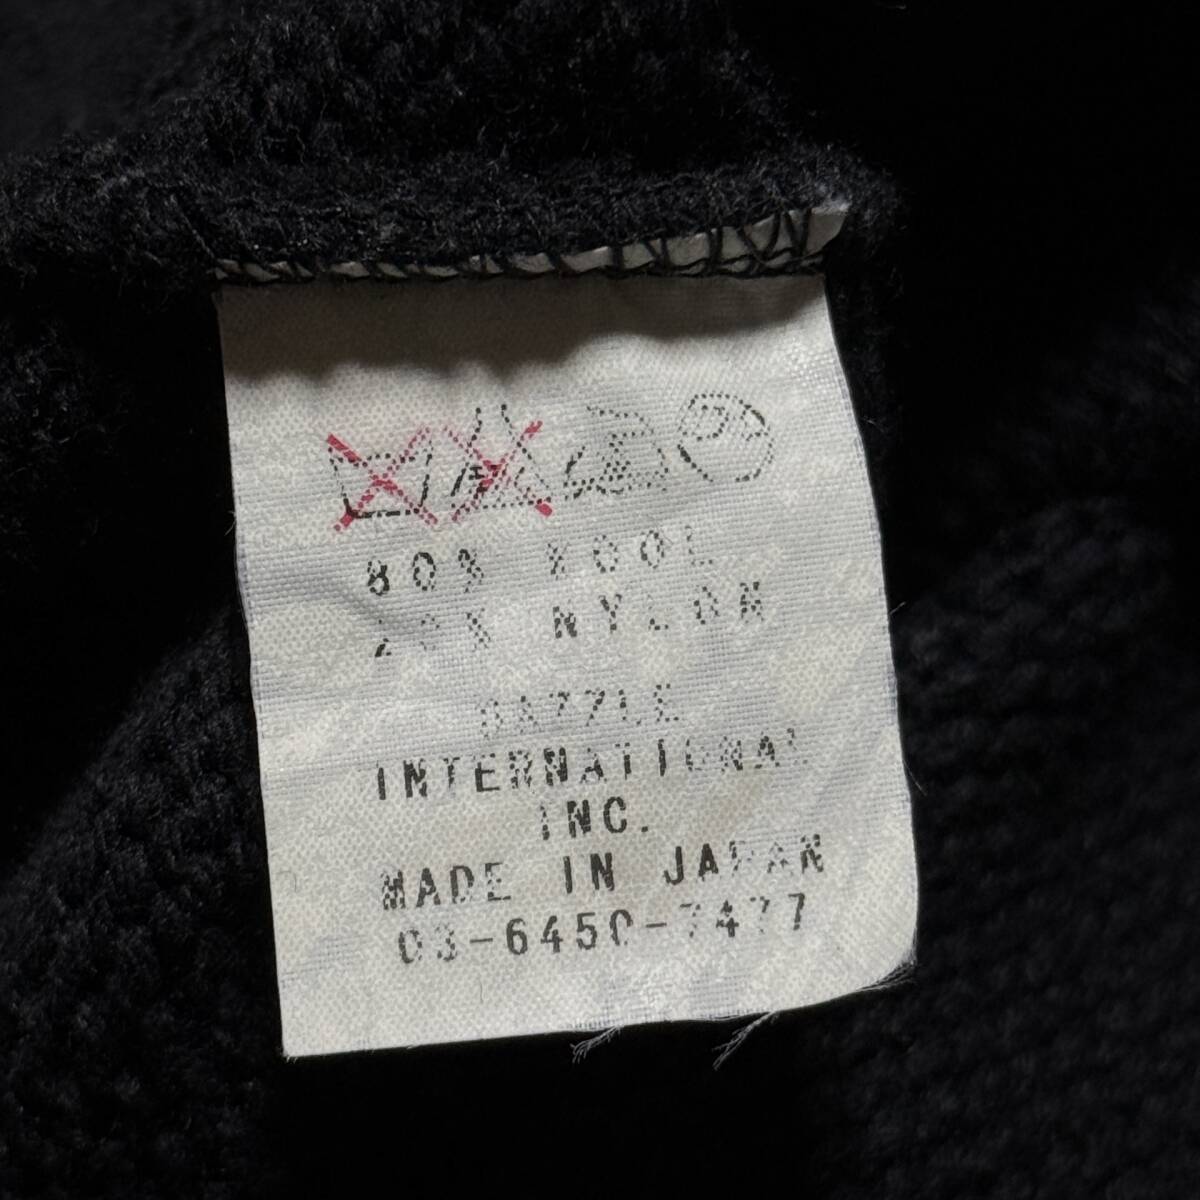 80% WOOL
20% NYLON
DAZZLE
INTERNATIONAL
INC.
MADE IN JAPAN
03-6450-7477